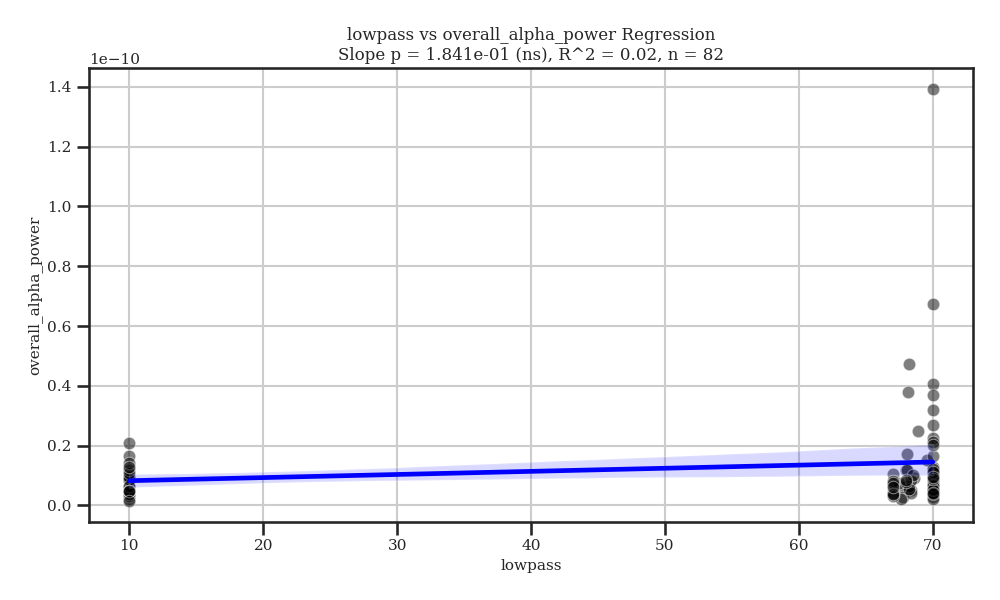 lowpass vs overall_alpha_power Regression
Slope p = 1.841e-01 (ns), R^2 = 0.02, n = 82
1e−10
1.4
1.2
1.0
0.8
0.6
0.4
0.2
0.0
overall_alpha_power
10 20 30 40 50 60 70
lowpass